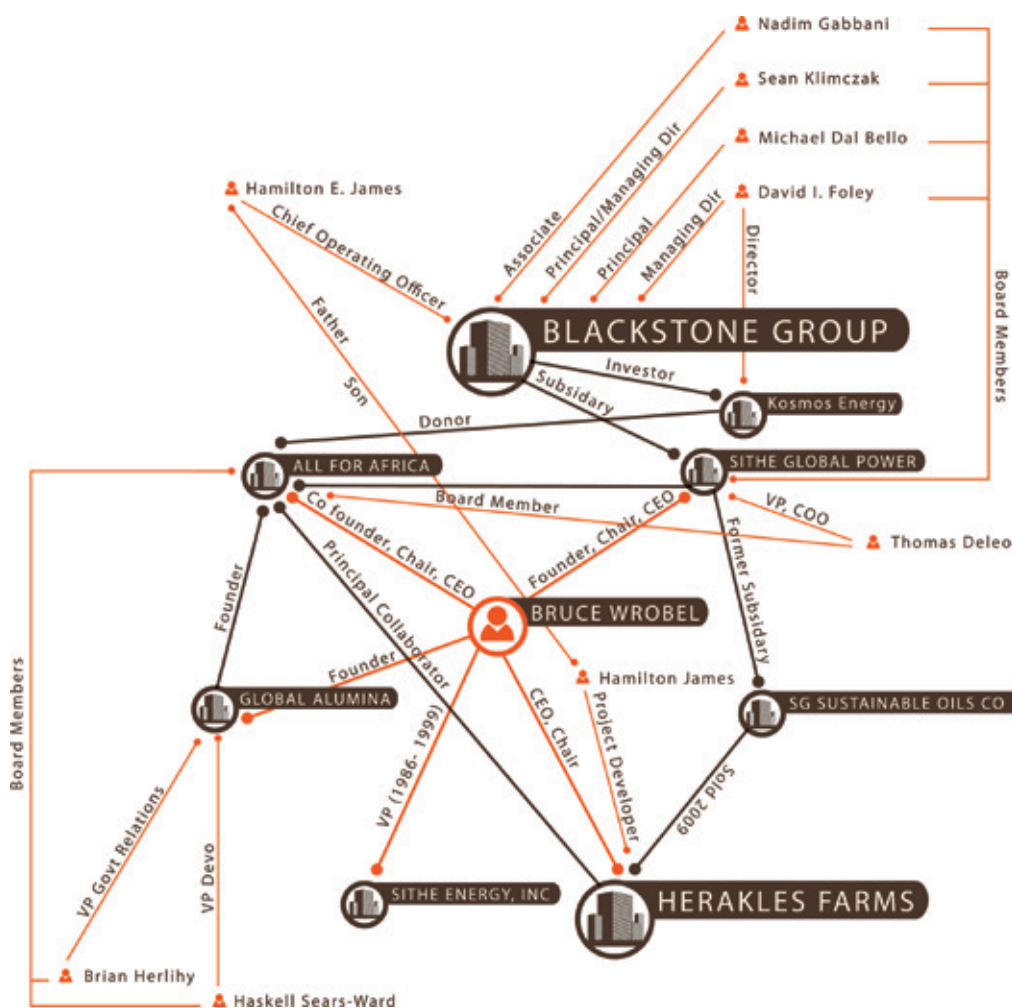 Nadim Gabbani
Sean Klimczak
Michael Dal Bello
David I. Foley
Hamilton E. James
Chief Operating Officer
Associate
Principal/Managing Dir
Principal
Managing Dir
Director
Board Members
Father
Son
BLACKSTONE GROUP
Investor
Subsidary
Kosmos Energy
Donor
ALL FOR AFRICA
SITHE GLOBAL POWER
Board Member
VP, COO
Thomas Deleo
Co founder, Chair, CEO
Founder, Chair, CEO
Former Subsidary
Founder
Principal Collaborator
BRUCE WROBEL
Founder
Hamilton James
GLOBAL ALUMINA
SG SUSTAINABLE OILS CO
Board Members
VP (1986- 1999)
CEO, Chair
Project Developer
Sold 2009
VP Govt Relations
VP Devo
SITHE ENERGY, INC
HERAKLES FARMS
Brian Herlihy
Haskell Sears-Ward